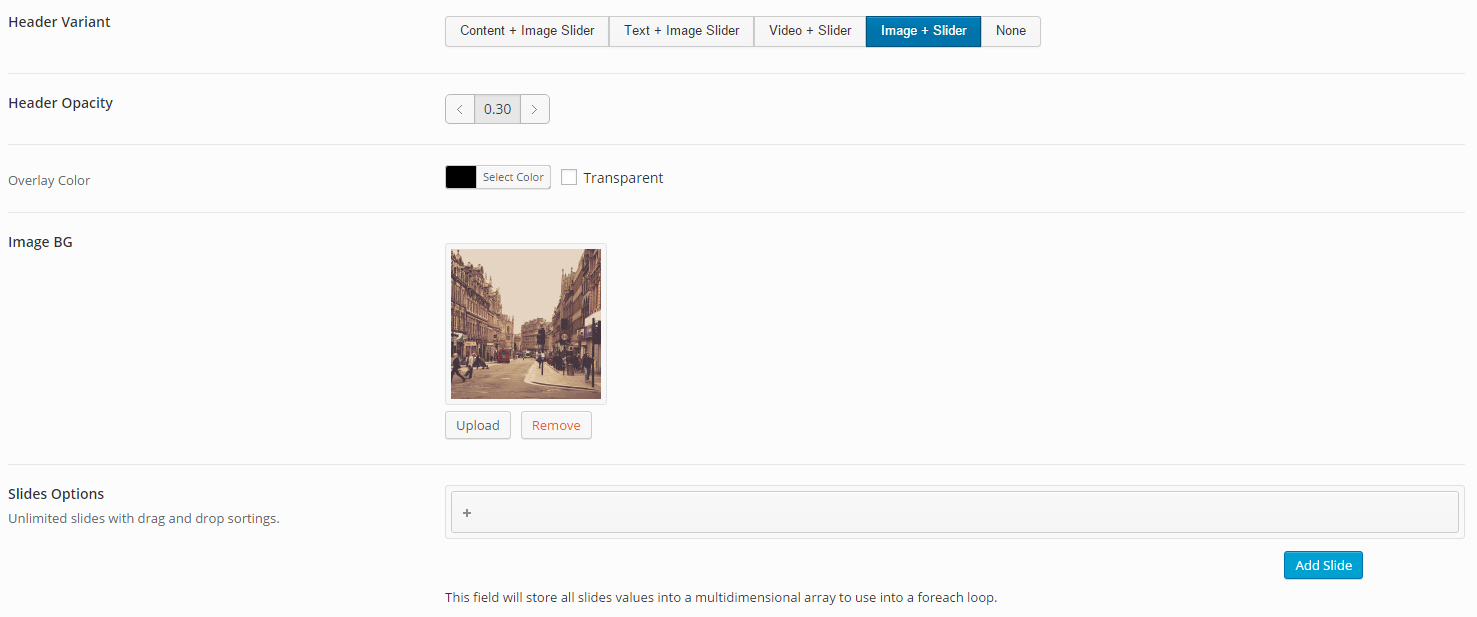 Header Variant
Content + Image Slider Text + Image Slider Video + Slider Image + Slider None
Header Opacity
< 0.30 >
Overlay Color
Select Color Transparent
Image BG
Upload Remove
Slides Options
Unlimited slides with drag and drop sortings.
+
Add Slide
This field will store all slides values into a multidimensional array to use into a foreach loop.